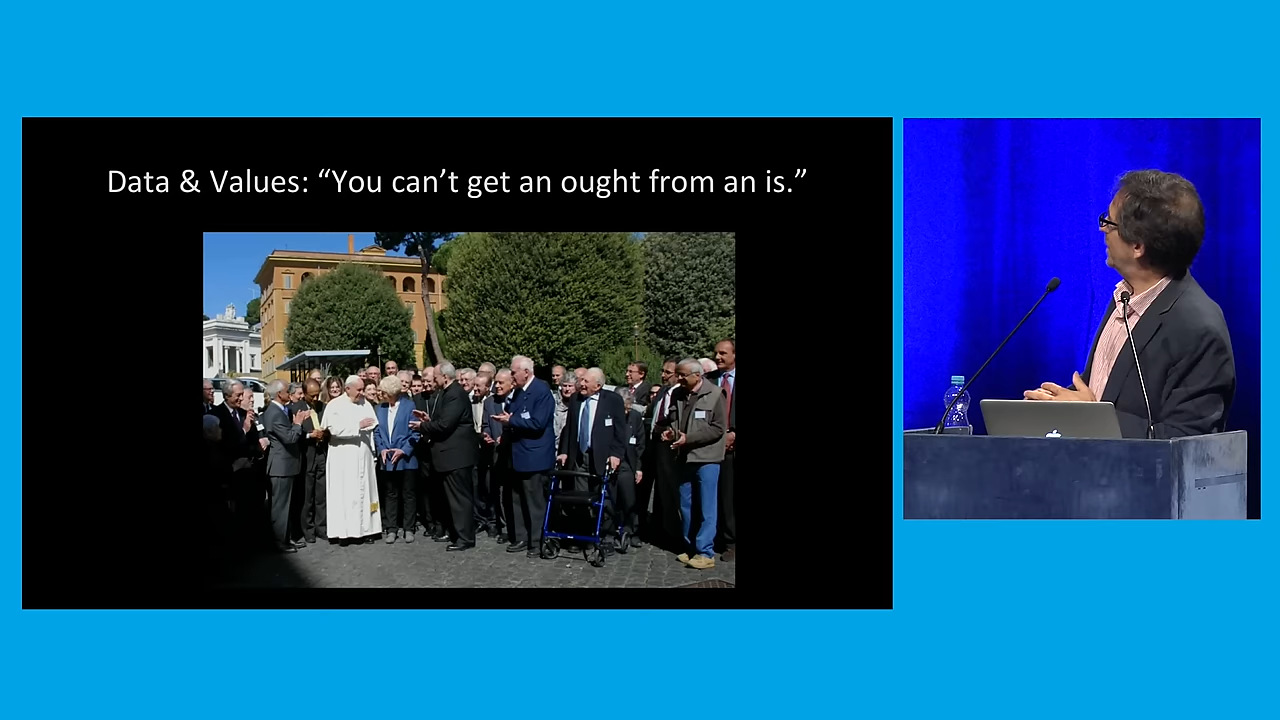 Data & Values: “You can’t get an ought from an is.”